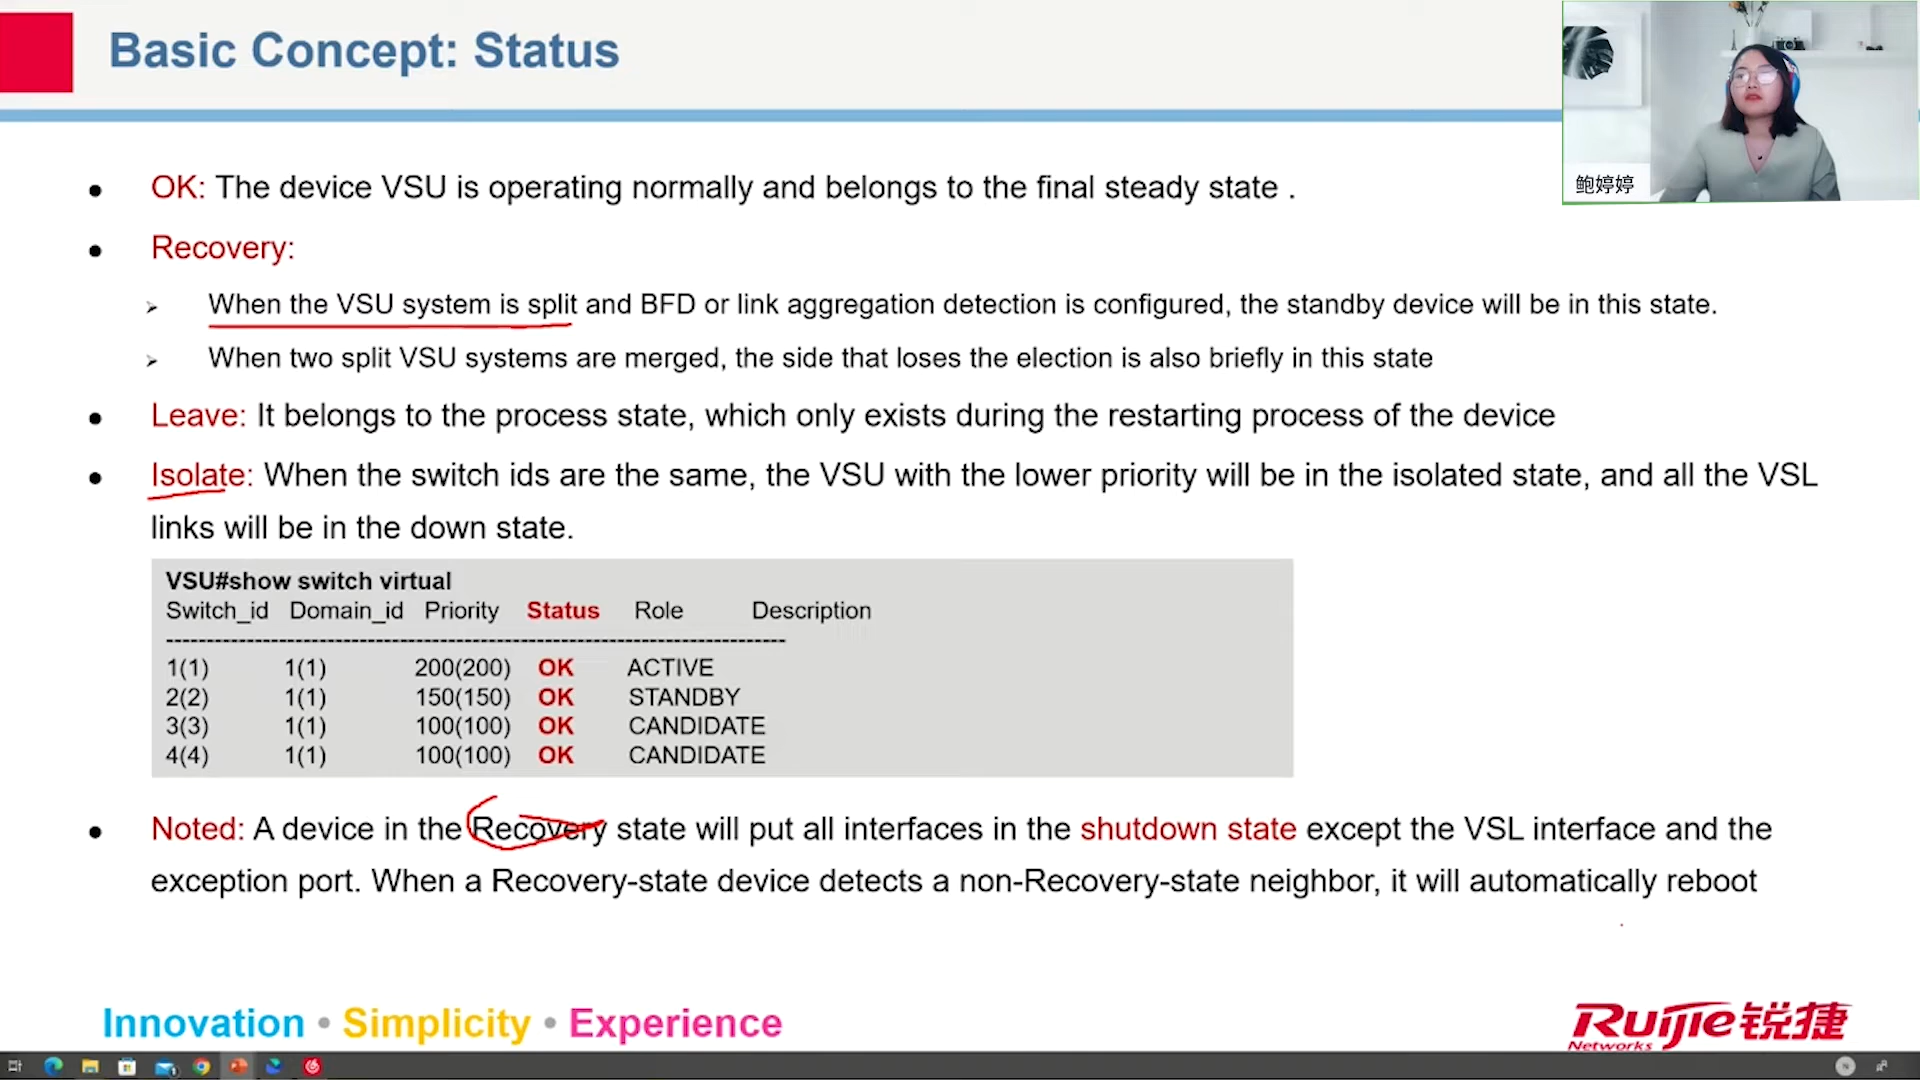 Basic Concept: Status
鲍婷婷
OK: The device VSU is operating normally and belongs to the final steady state .
Recovery:
When the VSU system is split and BFD or link aggregation detection is configured, the standby device will be in this state.
When two split VSU systems are merged, the side that loses the election is also briefly in this state
Leave: It belongs to the process state, which only exists during the restarting process of the device
Isolate: When the switch ids are the same, the VSU with the lower priority will be in the isolated state, and all the VSL
links will be in the down state.
VSU#show switch virtual
Switch_id Domain_id Priority Status Role Description
--------------------------------------------------------------------------------
1(1) 1(1) 200(200) OK ACTIVE
2(2) 1(1) 150(150) OK STANDBY
3(3) 1(1) 100(100) OK CANDIDATE
4(4) 1(1) 100(100) OK CANDIDATE
Noted: A device in the Recovery state will put all interfaces in the shutdown state except the VSL interface and the
exception port. When a Recovery-state device detects a non-Recovery-state neighbor, it will automatically reboot
Innovation • Simplicity • Experience
Ruijie锐捷
Networks